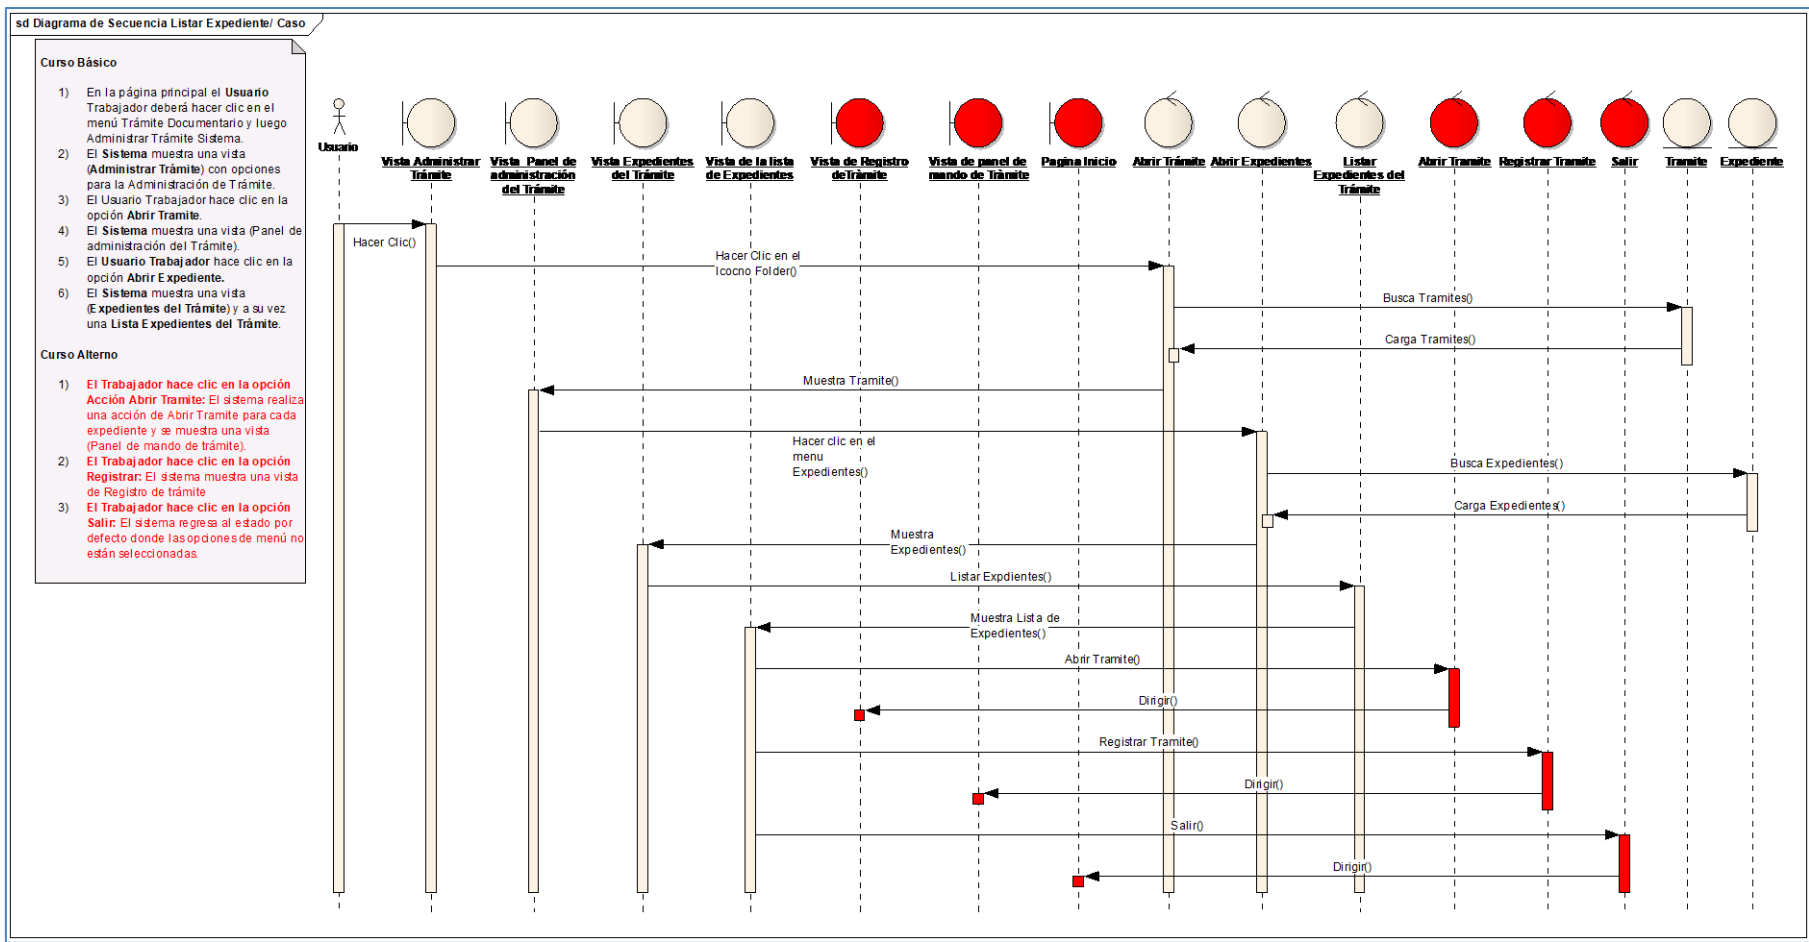 sd Diagrama de Secuencia Listar Expediente/ Caso
Curso Básico
1) En la página principal el Usuario
Trabajador deberá hacer clic en el
menú Trámite Documentario y luego
Administrar Trámite Sistema.
2) El Sistema muestra una vista
(Administrar Trámite) con opciones
para la Administración de Trámite.
3) El Usuario Trabajador hace clic en la
opción Abrir Tramite.
4) El Sistema muestra una vista (Panel de
administración del Trámite).
5) El Usuario Trabajador hace clic en la
opción Abrir Expediente.
6) El Sistema muestra una vista
(Expedientes del Trámite) y a su vez
una Lista Expedientes del Trámite.
Curso Alterno
1) El Trabajador hace clic en la opción
Acción Abrir Tramite: El sistema realiza
una acción de Abrir Tramite para cada
expediente y se muestra una vista
(Panel de mando de trámite).
2) El Trabajador hace clic en la opción
Registrar: El sistema muestra una vista
de Registro de trámite
3) El Trabajador hace clic en la opción
Salir: El sistema regresa al estado por
defecto donde las opciones de menú no
están seleccionadas.
Usuario
Vista Administrar
Trámite
Vista Panel de
administración
del Trámite
Vista Expedientes
del Trámite
Vista de la lista
de Expedientes
Vista de Registro
deTràmite
Vista de panel de
mando de Tràmite
Pagina Inicio
Abrir Trámite
Abrir Expedientes
Listar
Expedientes del
Trámite
Abrir Tramite
Registrar Tramite
Salir
Tramite
Expediente
Hacer Clic()
Hacer Clic en el
Icocno Folder()
Busca Tramites()
Carga Tramites()
Muestra Tramite()
Hacer clic en el
menu
Expedientes()
Busca Expedientes()
Carga Expedientes()
Muestra
Expedientes()
Listar Expdientes()
Muestra Lista de
Expedientes()
Abrir Tramite()
Dirigir()
Registrar Tramite()
Dirigir()
Salir()
Dirigir()